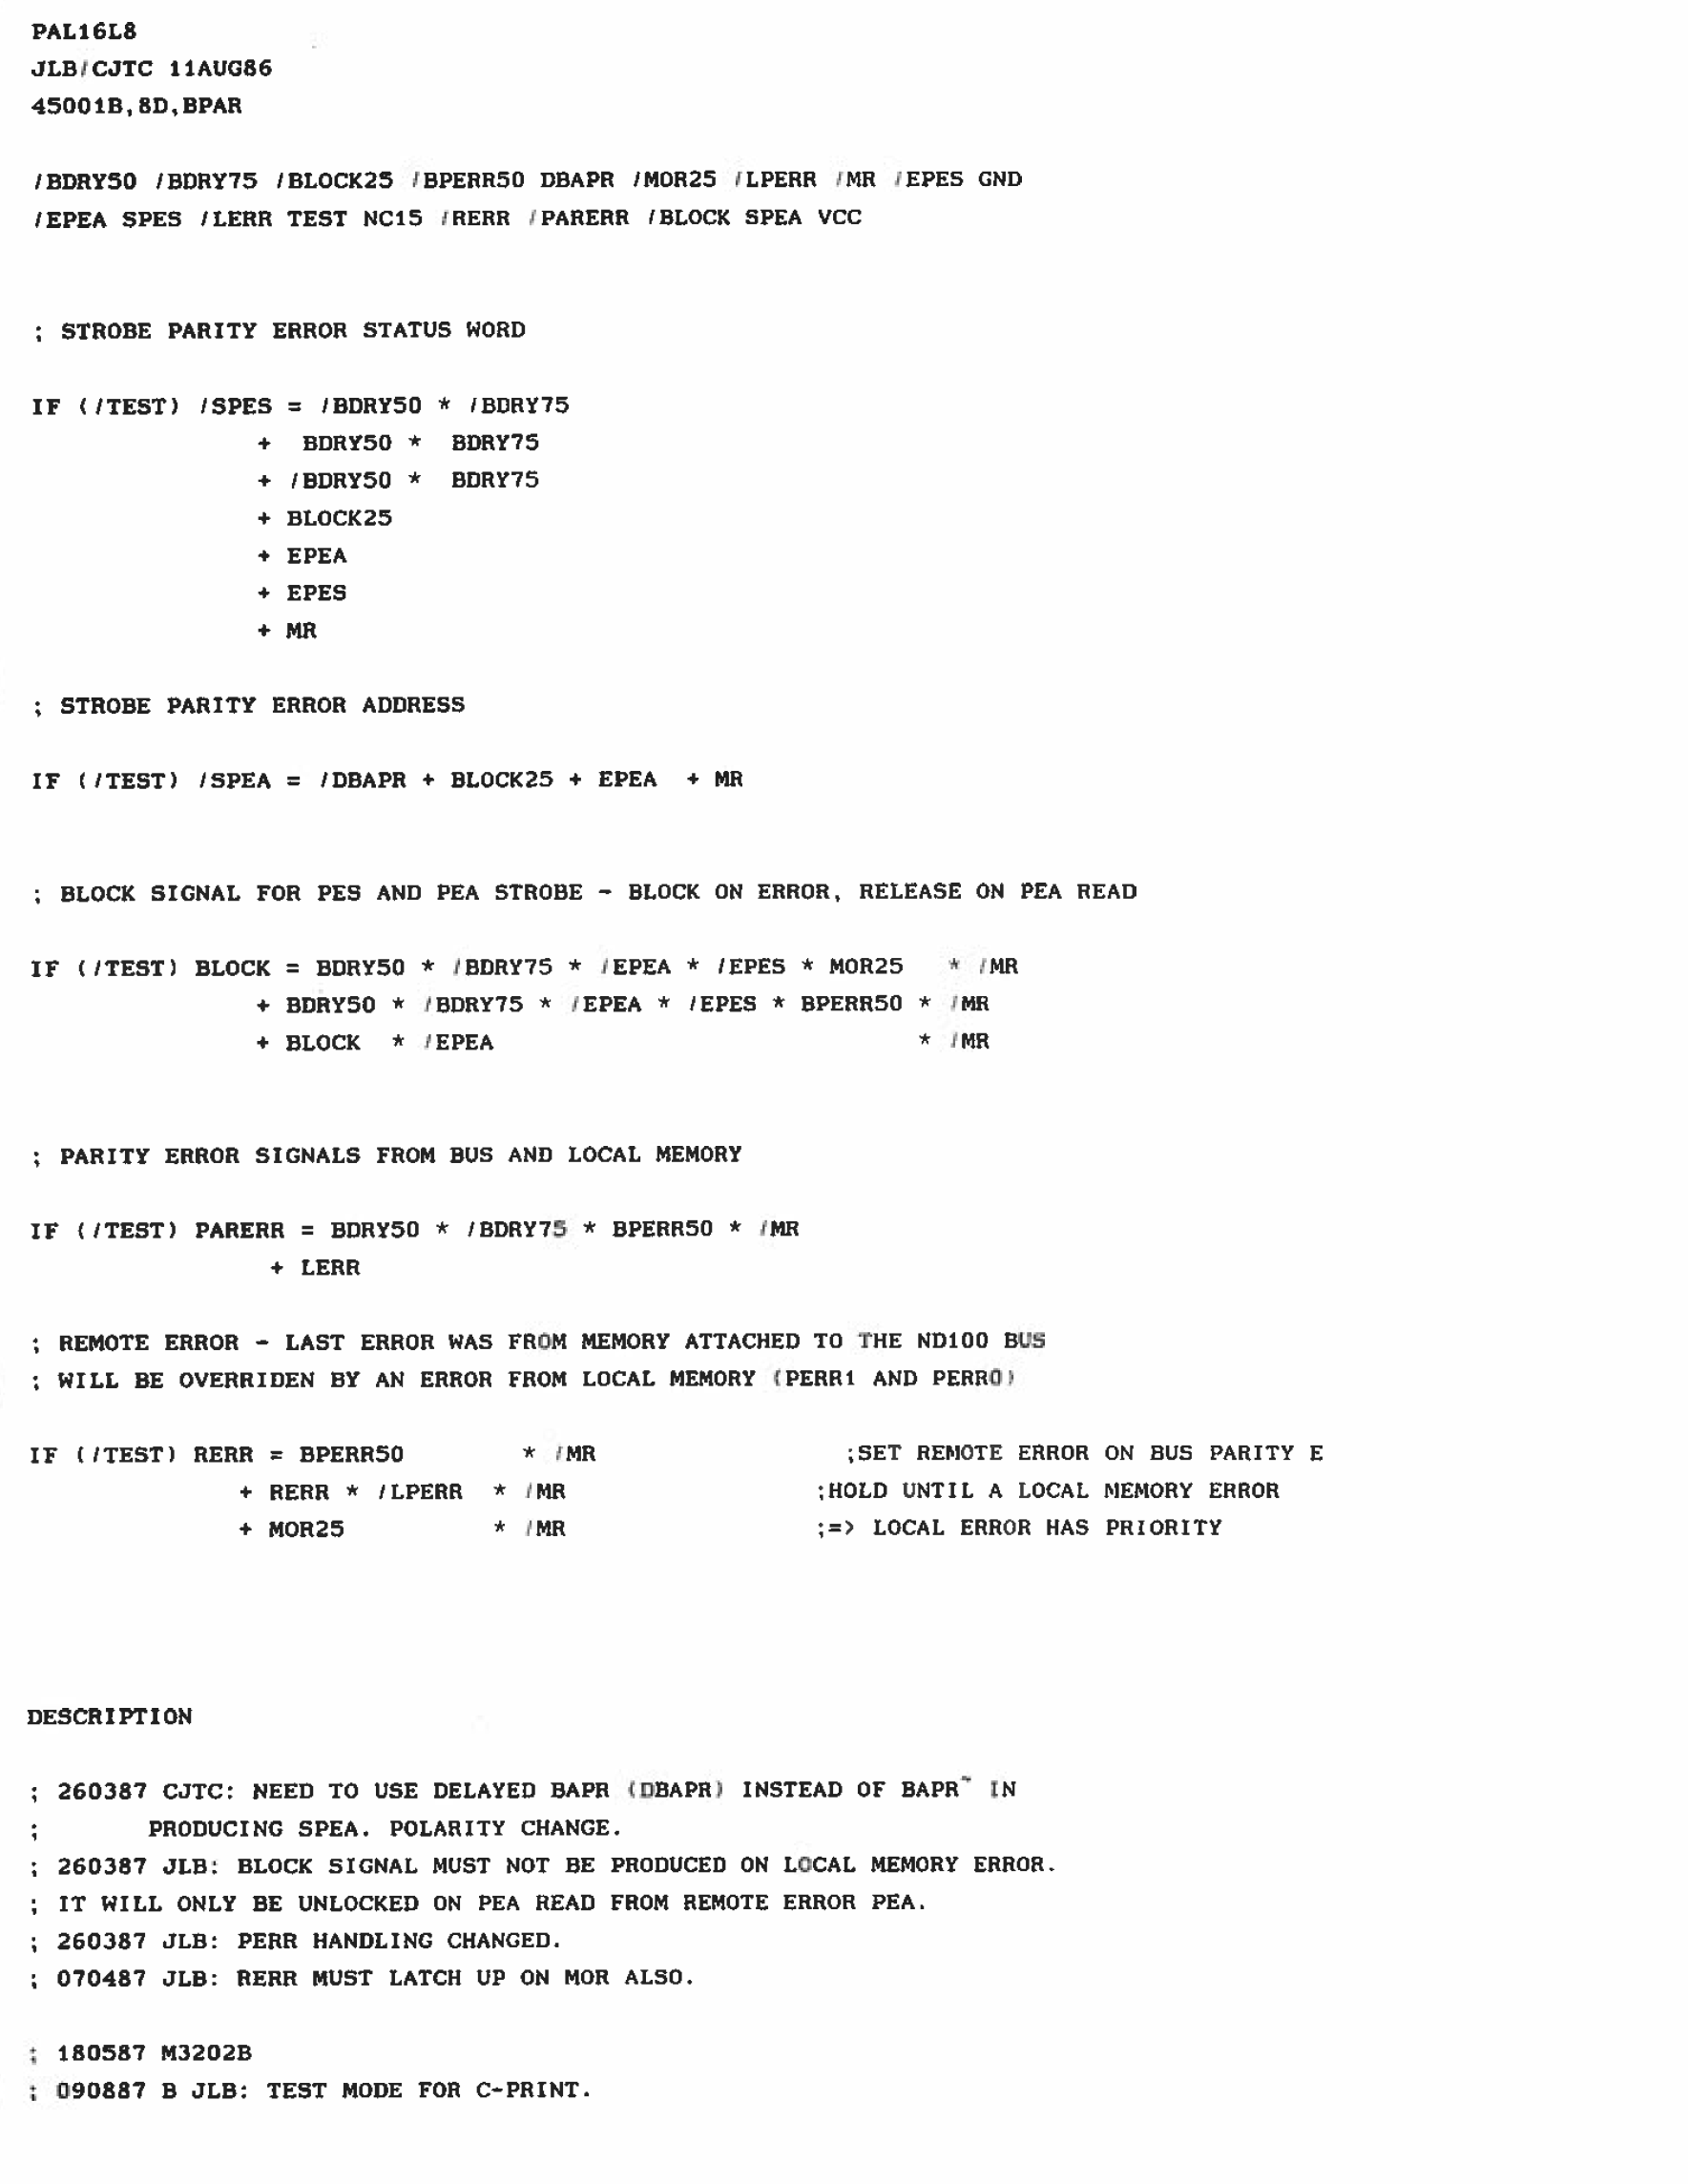 PAL16L8
JLB/CJTC 11AUG86
45001B,8D,BPAR
/BDRY50 /BDRY75 /BLOCK25 /BPERR50 DBAPR /MOR25 /LPERR /MR /EPES GND
/EPEA SPES /LERR TEST NC15 /RERR /PARERR /BLOCK SPEA VCC
; STROBE PARITY ERROR STATUS WORD
IF (/TEST) /SPES = /BDRY50 * /BDRY75
+ BDRY50 * BDRY75
+ /BDRY50 * BDRY75
+ BLOCK25
+ EPEA
+ EPES
+ MR
; STROBE PARITY ERROR ADDRESS
IF (/TEST) /SPEA = /DBAPR + BLOCK25 + EPEA + MR
; BLOCK SIGNAL FOR PES AND PEA STROBE - BLOCK ON ERROR, RELEASE ON PEA READ
IF (/TEST) BLOCK = BDRY50 * /BDRY75 * /EPEA * /EPES * MOR25 * /MR
+ BDRY50 * /BDRY75 * /EPEA * /EPES * BPERR50 * /MR
+ BLOCK * /EPEA * /MR
; PARITY ERROR SIGNALS FROM BUS AND LOCAL MEMORY
IF (/TEST) PARERR = BDRY50 * /BDRY75 * BPERR50 * /MR
+ LERR
; REMOTE ERROR - LAST ERROR WAS FROM MEMORY ATTACHED TO THE ND100 BUS
; WILL BE OVERRIDEN BY AN ERROR FROM LOCAL MEMORY (PERR1 AND PERR0)
IF (/TEST) RERR = BPERR50 * /MR ;SET REMOTE ERROR ON BUS PARITY E
+ RERR * /LPERR * /MR ;HOLD UNTIL A LOCAL MEMORY ERROR
+ MOR25 * /MR ;=> LOCAL ERROR HAS PRIORITY
DESCRIPTION
; 260387 CJTC: NEED TO USE DELAYED BAPR (DBAPR) INSTEAD OF BAPR~ IN
; PRODUCING SPEA. POLARITY CHANGE.
; 260387 JLB: BLOCK SIGNAL MUST NOT BE PRODUCED ON LOCAL MEMORY ERROR.
; IT WILL ONLY BE UNLOCKED ON PEA READ FROM REMOTE ERROR PEA.
; 260387 JLB: PERR HANDLING CHANGED.
; 070487 JLB: RERR MUST LATCH UP ON MOR ALSO.
; 180587 M3202B
; 090887 B JLB: TEST MODE FOR C-PRINT.